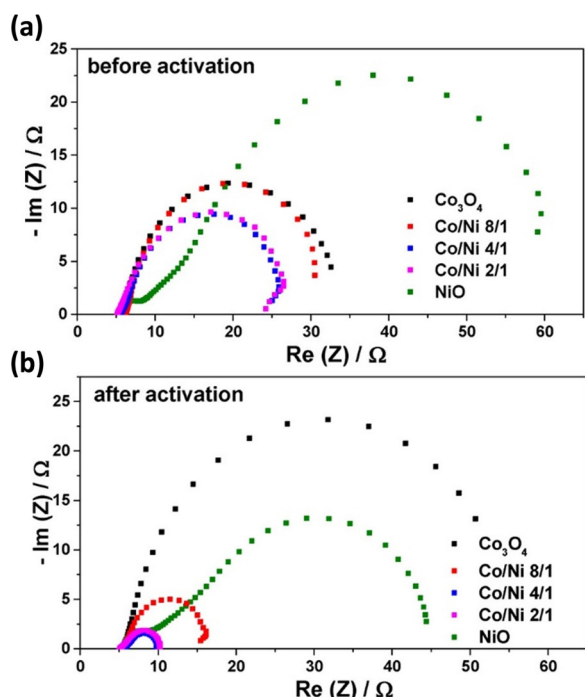 (a)
before activation
- Im (Z) / Ω
25
20
15
10
5
0
Co₃O₄
Co/Ni 8/1
Co/Ni 4/1
Co/Ni 2/1
NiO
0 10 20 30 40 50 60
Re (Z) / Ω
(b)
after activation
- Im (Z) / Ω
25
20
15
10
5
0
Co₃O₄
Co/Ni 8/1
Co/Ni 4/1
Co/Ni 2/1
NiO
0 10 20 30 40 50 60
Re (Z) / Ω